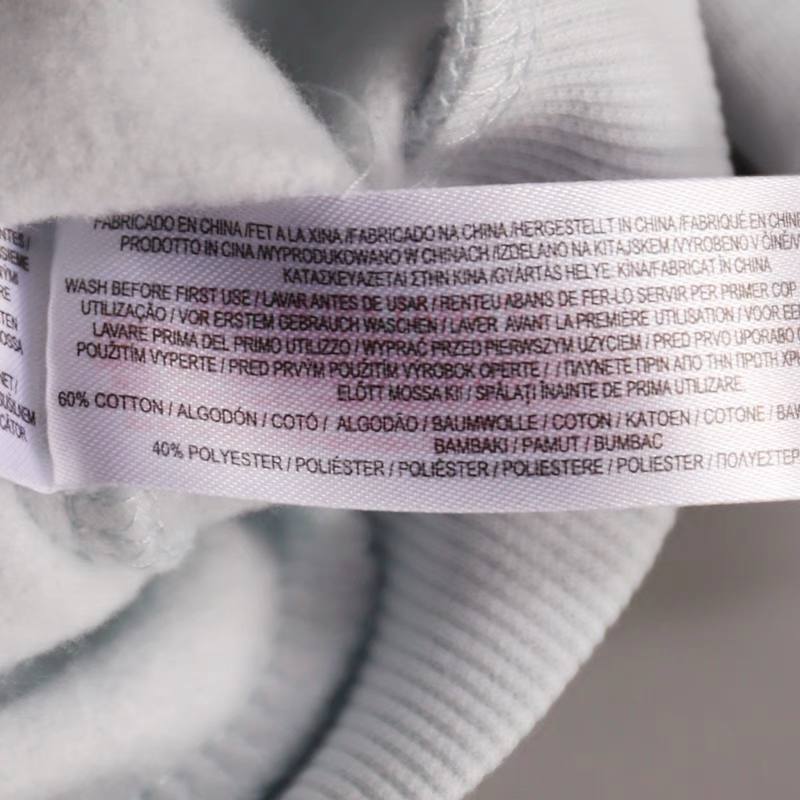 FABRICADO EN CHINA /FET A LA XINA /FABRICADO NA CHINA /HERGESTELLT IN CHINA /FABRIQUÉ EN CHINE
PRODOTTO IN CINA /WYPRODUKOWANO W CHINACH /IZDELANO NA KITAJSKEM /VYROBENO V ČÍNĚ/V
ΚΑΤΑΣΚΕΥΑΖΕΤΑΙ ΣΤΗΝ ΚΙΝΑ /GYÁRTÁS HELYE: KÍNA/FABRICAT ÎN CHINA
WASH BEFORE FIRST USE / LAVAR ANTES DE USAR / RENTEU ABANS DE FER-LO SERVIR PER PRIMER COP
UTILIZAÇÃO / VOR ERSTEM GEBRAUCH WASCHEN / LAVER AVANT LA PREMIÈRE UTILISATION / VOOR EE
LAVARE PRIMA DEL PRIMO UTILIZZO / WYPRAĆ PRZED PIERWSZYM UŻYCIEM / PRED PRVO UPORABO
POUŽITÍM VYPERTE / PRED PRVÝM POUŽITÍM VÝROBOK OPERTE / / ΠΛΥΝΕΤΕ ΠΡΙΝ ΑΠΟ ΤΗΝ ΠΡΩΤΗ ΧΡ
ELŐTT MOSSA KI! / SPĂLAȚI ÎNAINTE DE PRIMA UTILIZARE.
60% COTTON / ALGODÓN / COTÓ / ALGODÃO / BAUMWOLLE / COTON / KATOEN / COTONE / BAW
BAMBAKI / PAMUT / BUMBAC
40% POLYESTER / POLIÉSTER / POLIÈSTER / POLIESTERE / POLIESTER / ΠΟΛΥΕΣΤΕΡ